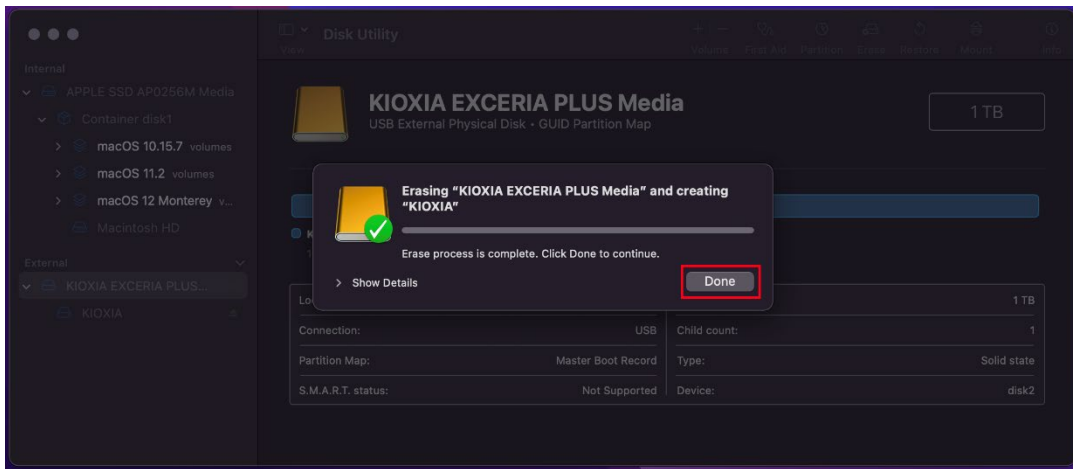 Disk Utility
View
Volume First Aid Partition Erase Restore Mount Info
Internal
APPLE SSD AP0256M Media
Container disk1
macOS 10.15.7 volumes
macOS 11.2 volumes
macOS 12 Monterey v...
Macintosh HD
External
KIOXIA EXCERIA PLUS...
KIOXIA
KIOXIA EXCERIA PLUS Media
USB External Physical Disk • GUID Partition Map
1 TB
Erasing “KIOXIA EXCERIA PLUS Media” and creating
“KIOXIA”
Erase process is complete. Click Done to continue.
Show Details
Done
1 TB
Connection: USB
Child count: 1
Partition Map: Master Boot Record
Type: Solid state
S.M.A.R.T. status: Not Supported
Device: disk2